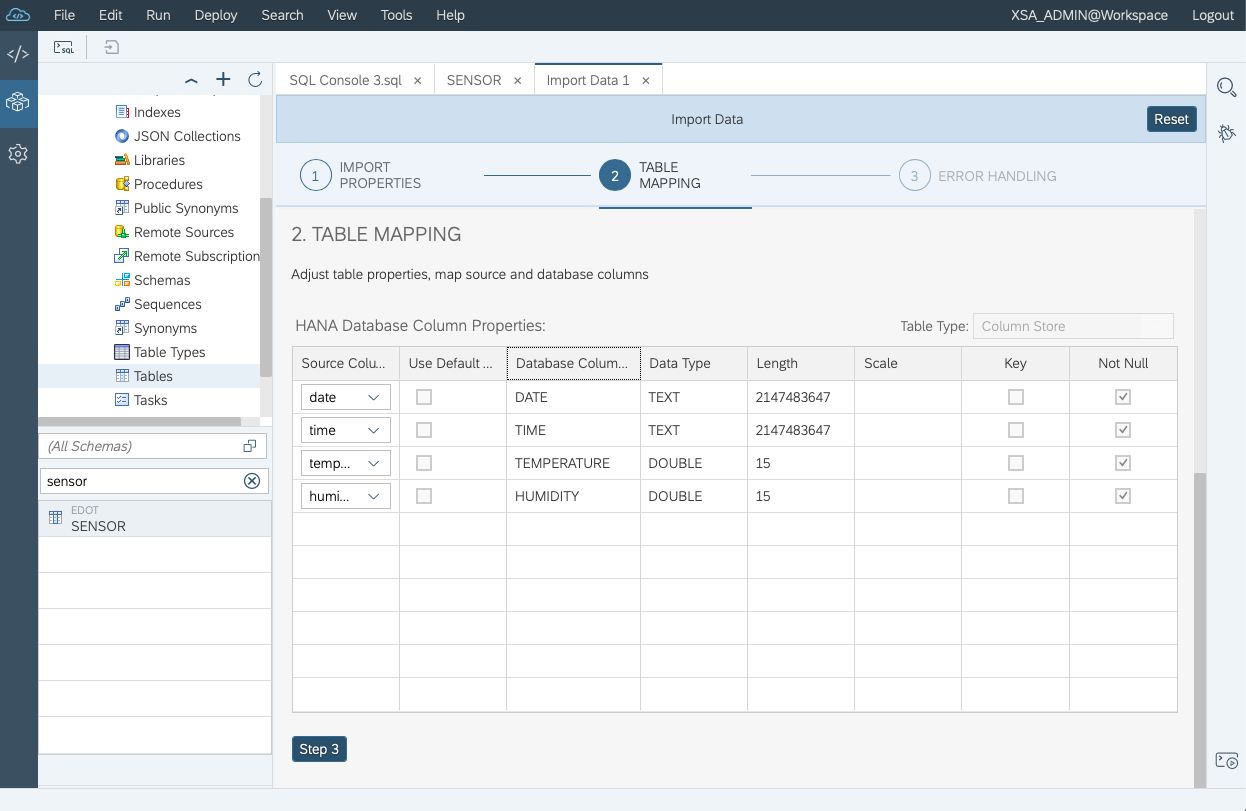 File Edit Run Deploy Search View Tools Help XSA_ADMIN@Workspace Logout
SQL
SQL Console 3.sql × SENSOR × Import Data 1 ×
Indexes
JSON Collections
Libraries
Procedures
Public Synonyms
Remote Sources
Remote Subscription
Schemas
Sequences
Synonyms
Table Types
Tables
Tasks
(All Schemas)
sensor
EDOT
SENSOR
Import Data Reset
1 IMPORT PROPERTIES
2 TABLE MAPPING
3 ERROR HANDLING
2. TABLE MAPPING
Adjust table properties, map source and database columns
HANA Database Column Properties: Table Type: Column Store
Source Colu... Use Default ... Database Colum... Data Type Length Scale Key Not Null
date DATE TEXT 2147483647
time TIME TEXT 2147483647
temp... TEMPERATURE DOUBLE 15
humi... HUMIDITY DOUBLE 15
Step 3